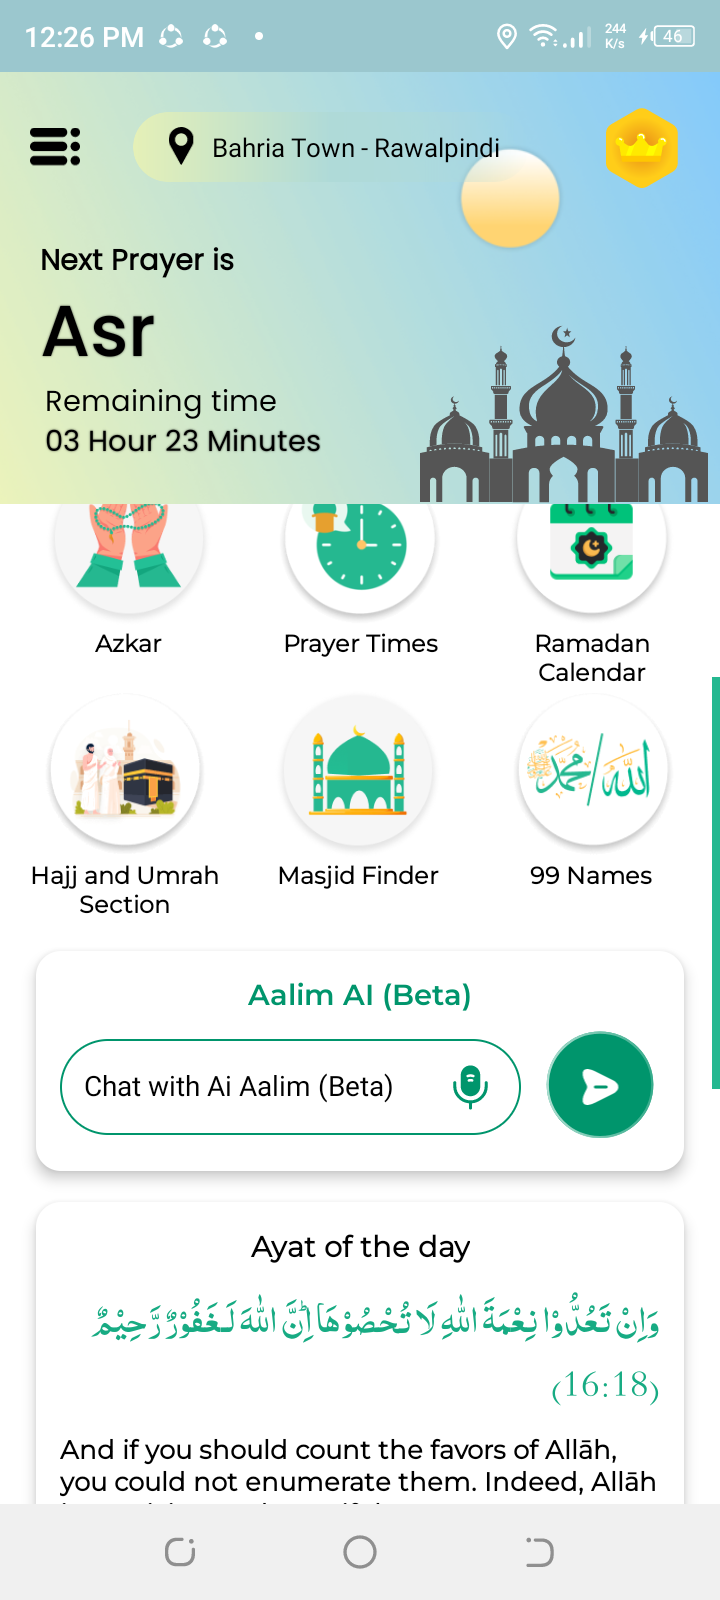 12:26 PM
244
K/s
46
Bahria Town - Rawalpindi
Next Prayer is
Asr
Remaining time
03 Hour 23 Minutes
Azkar
Prayer Times
Ramadan
Calendar
الله/محمد
Hajj and Umrah
Section
Masjid Finder
99 Names
Aalim AI (Beta)
Chat with Ai Aalim (Beta)
Ayat of the day
وَاِنْ تَعُدُّوْا نِعْمَةَ اللّٰهِ لَا تُحْصُوْهَا ؕ اِنَّ اللّٰهَ لَـغَفُوْرٌ رَّحِيْمٌ
(16:18)
And if you should count the favors of Allāh,
you could not enumerate them. Indeed, Allāh